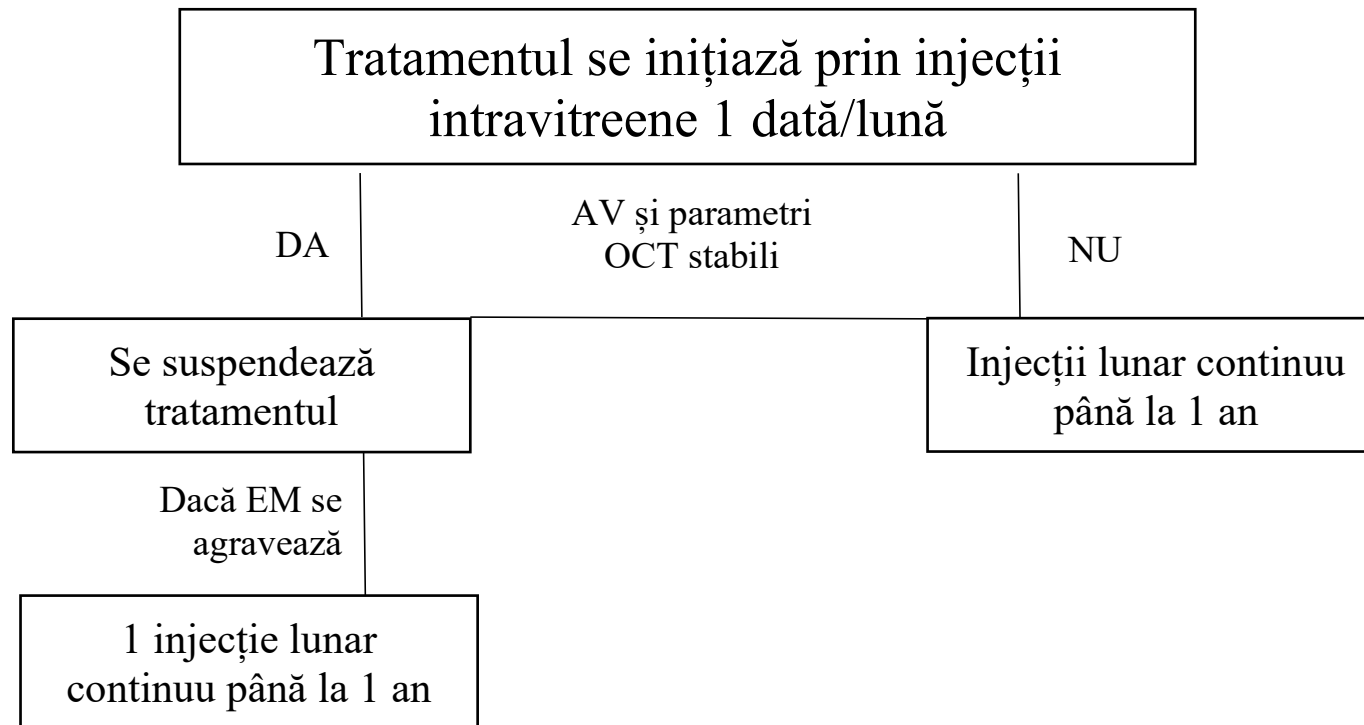 Tratamentul se inițiază prin injecții
intravitreene 1 dată/lună
AV și parametri
OCT stabili
DA
NU
Se suspendează
tratamentul
Injecții lunar continuu
până la 1 an
Dacă EM se
agravează
1 injecție lunar
continuu până la 1 an